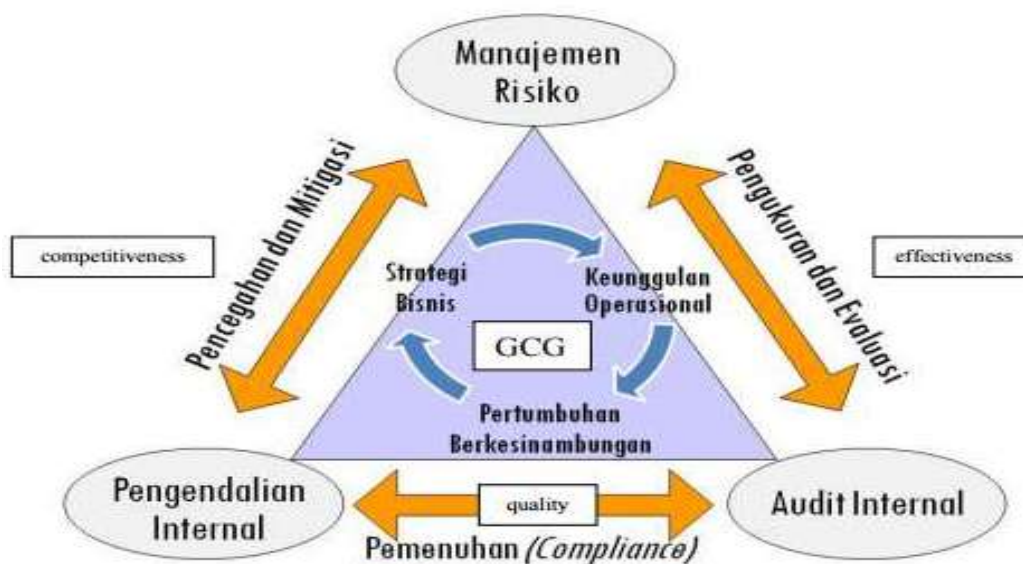 Manajemen
Risiko
Pencegahan dan Mitigasi
Pengukuran dan Evaluasi
competitiveness
effectiveness
Strategi
Bisnis
Keunggulan
Operasional
GCG
Pertumbuhan
Berkesinambungan
Pengendalian
Internal
quality
Audit Internal
Pemenuhan (Compliance)